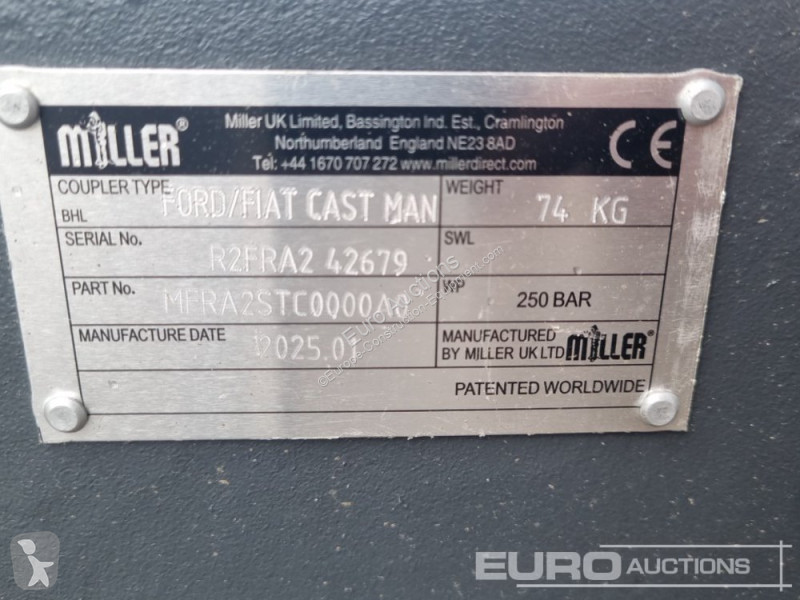 MILLER®
Miller UK Limited, Bassington Ind. Est., Cramlington
Northumberland England NE23 8AD
Tel: +44 1670 707 272 www.millerdirect.com
CE
COUPLER TYPE
BHL
FORD/FIAT CAST MAN
WEIGHT
74 KG
SERIAL No.
R2FRA2 42679
SWL
PART No.
MFRA2STC0000A0
WP
250 BAR
MANUFACTURE DATE
MANUFACTURED
BY MILLER UK LTD MILLER®
PATENTED WORLDWIDE
©Euro Auctions
EURO AUCTIONS